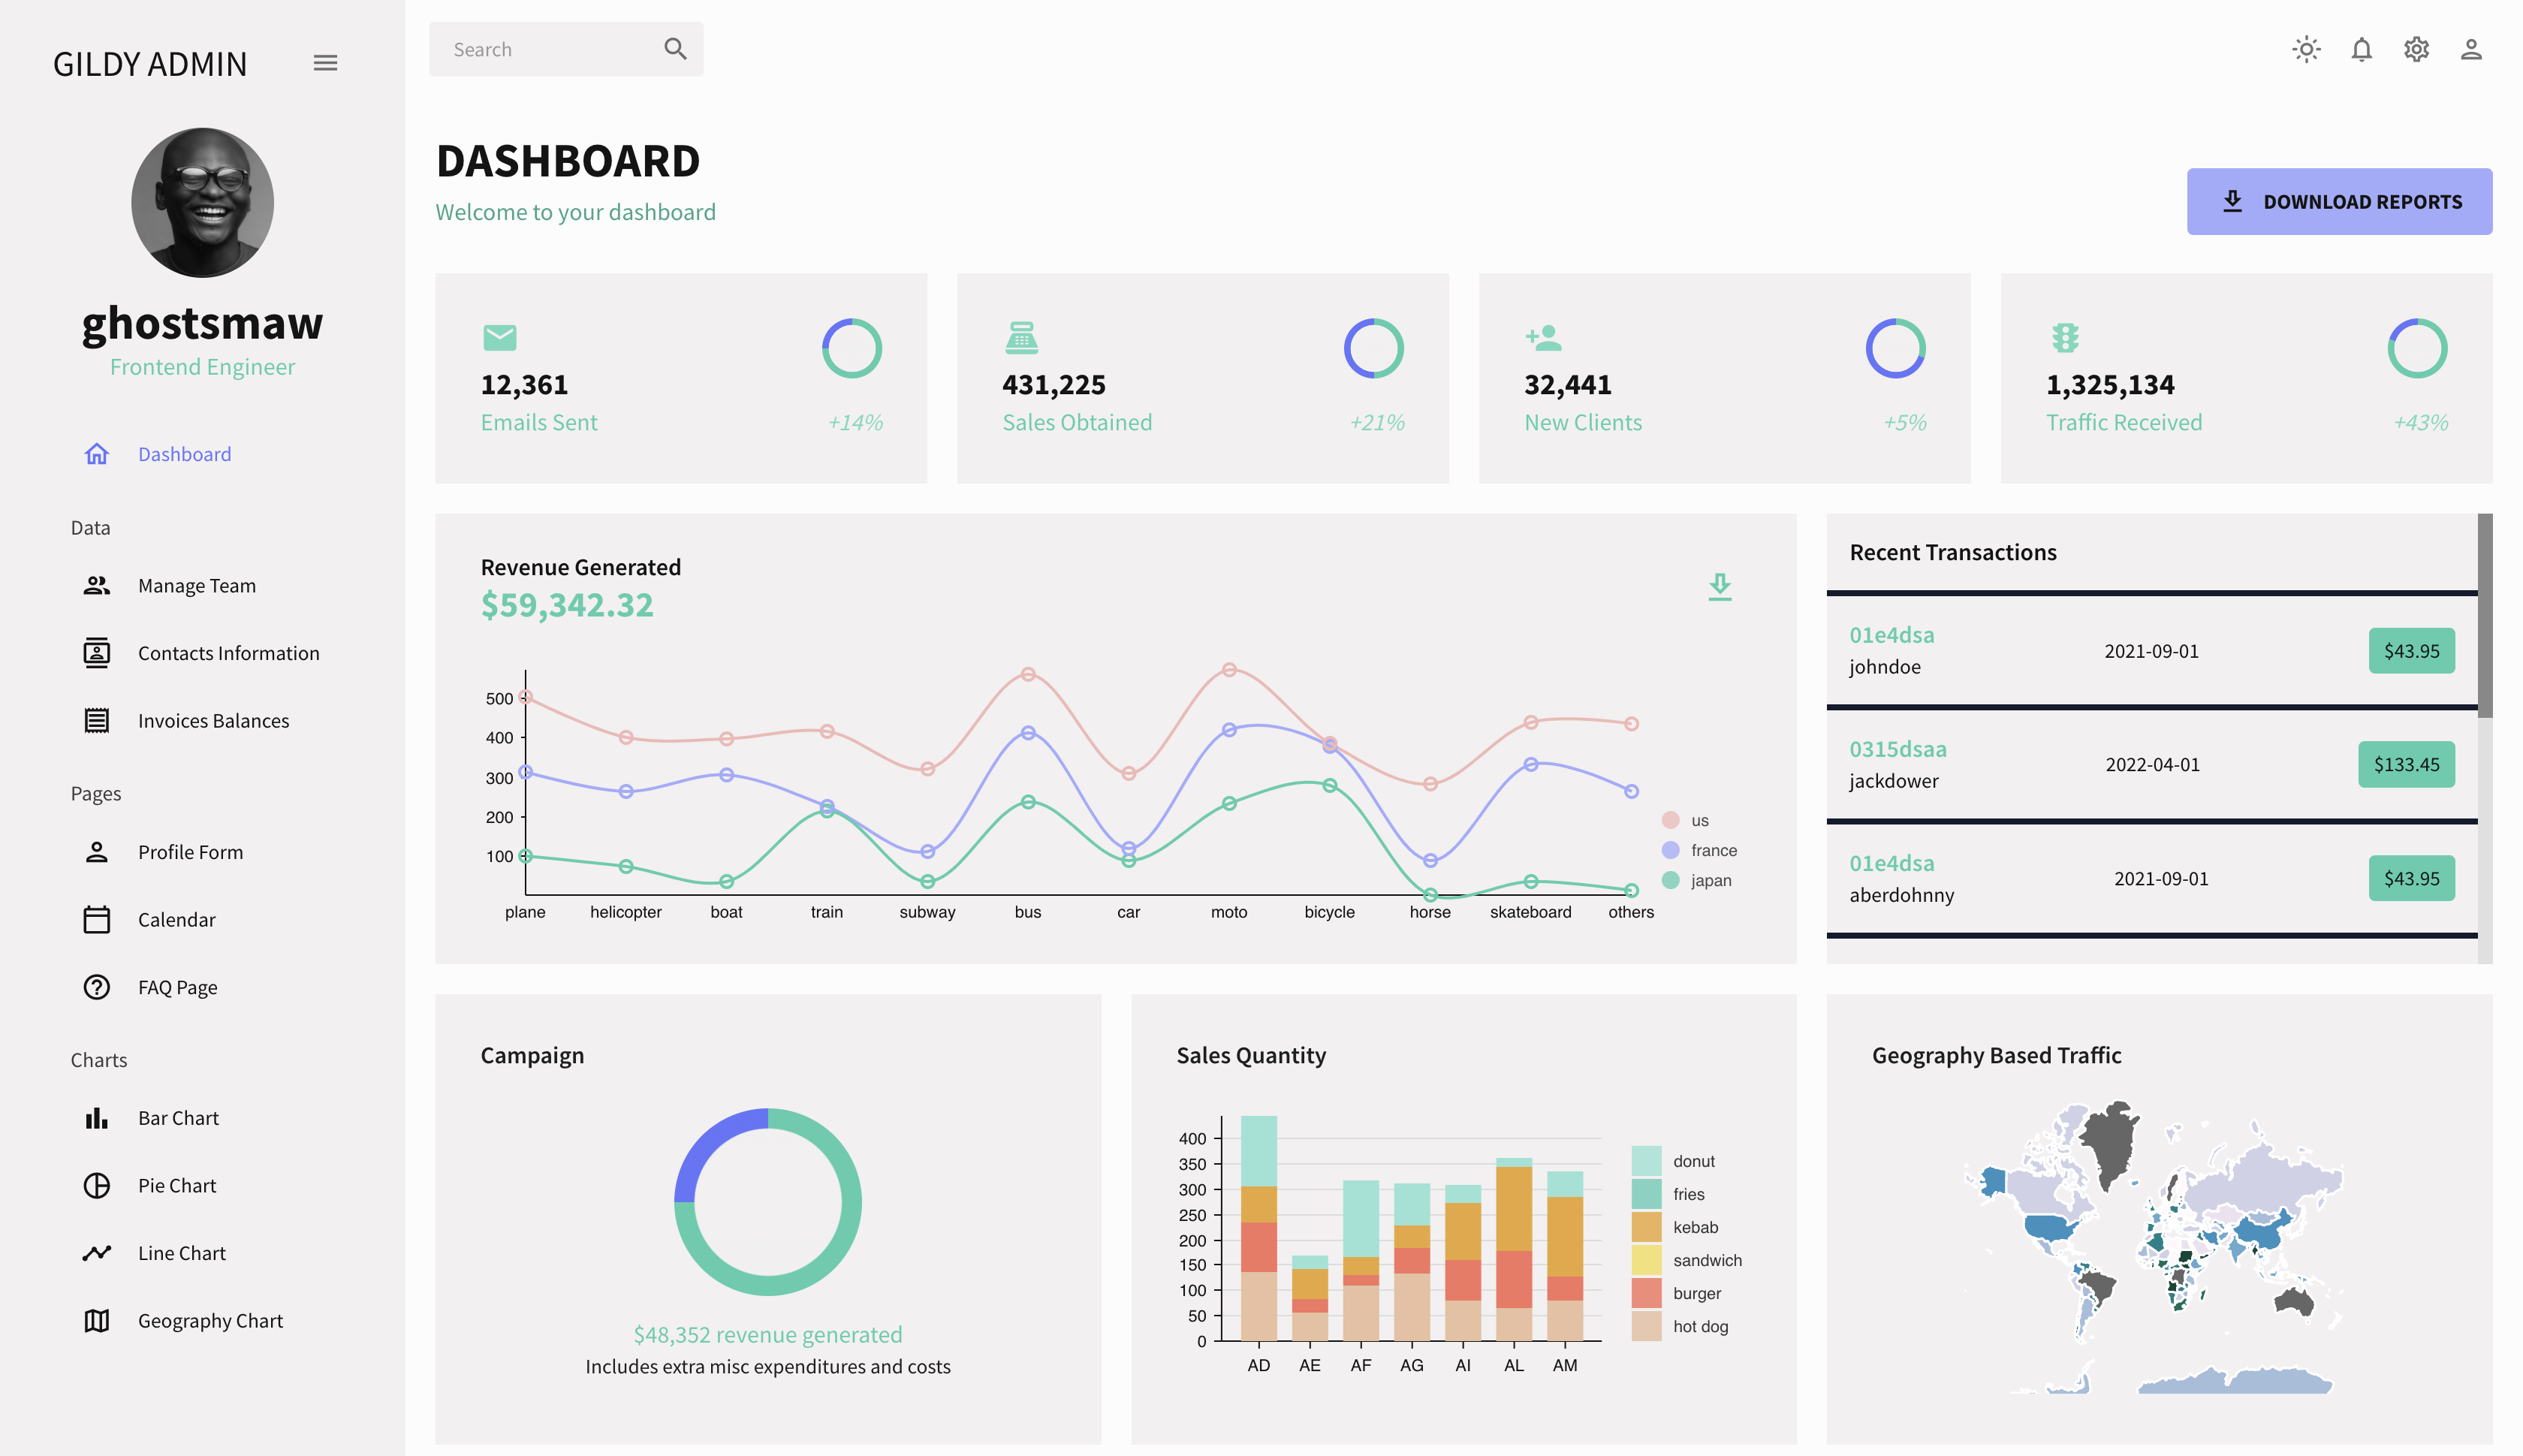 GILDY ADMIN
ghostsmaw
Frontend Engineer
Dashboard
Data
Manage Team
Contacts Information
Invoices Balances
Pages
Profile Form
Calendar
FAQ Page
Charts
Bar Chart
Pie Chart
Line Chart
Geography Chart
Search
DASHBOARD
Welcome to your dashboard
DOWNLOAD REPORTS
12,361
Emails Sent
+14%
431,225
Sales Obtained
+21%
32,441
New Clients
+5%
1,325,134
Traffic Received
+43%
Revenue Generated
$59,342.32
500
400
300
200
100
plane helicopter boat train subway bus car moto bicycle horse skateboard others
us
france
japan
Recent Transactions
01e4dsa
johndoe
2021-09-01
$43.95
0315dsaa
jackdower
2022-04-01
$133.45
01e4dsa
aberdohnny
2021-09-01
$43.95
Campaign
$48,352 revenue generated
Includes extra misc expenditures and costs
Sales Quantity
400
350
300
250
200
150
100
50
0
AD AE AF AG AI AL AM
donut
fries
kebab
sandwich
burger
hot dog
Geography Based Traffic